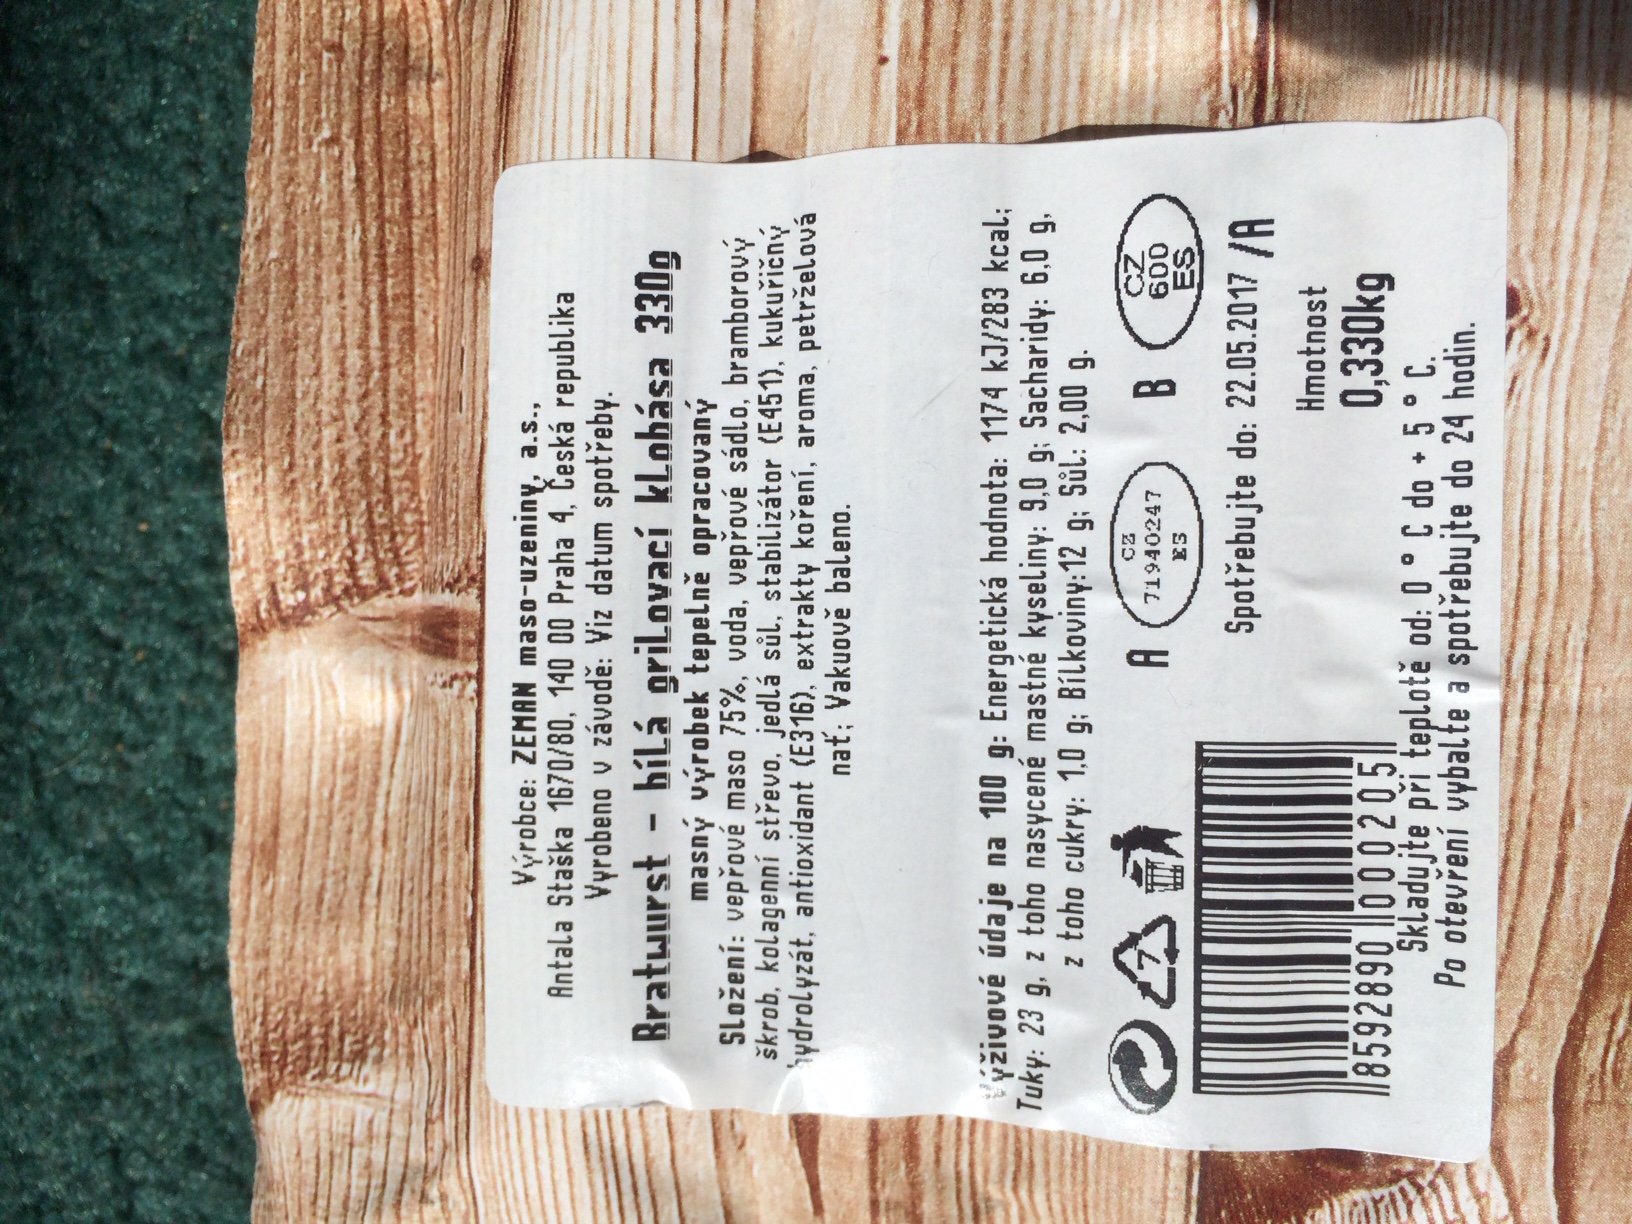 Výrobce: ZEMAN maso-uzeniny, a.s.,
Antala Staška 1670/80, 140 00 Praha 4, Česká republika
Vyrobeno v závodě: Viz datum spotřeby.
Bratwurst - bílá grilovací klobása 330g
masný výrobek tepelně opracovaný
Složení: vepřové maso 75%, voda, vepřové sádlo, bramborový
škrob, kolagenní střevo, jedlá sůl, stabilizátor (E451), kukuřičný
hydrolyzát, antioxidant (E316), extrakty koření, aroma, petrželová
nať; Vakuově baleno.
Výživové údaje na 100 g: Energetická hodnota: 1174 kJ/283 kcal;
Tuky: 23 g, z toho nasycené mastné kyseliny: 9,0 g; Sacharidy: 6,0 g,
z toho cukry: 1,0 g; Bílkoviny:12 g; Sůl: 2,00 g.
7
A
CZ
71940247
ES
B
CZ
600
ES
Spotřebujte do: 22.05.2017 /A
Hmotnost
0,330kg
8592890000205
Skladujte při teplotě od: 0 ° C do + 5 ° C.
Po otevření vybalte a spotřebujte do 24 hodin.